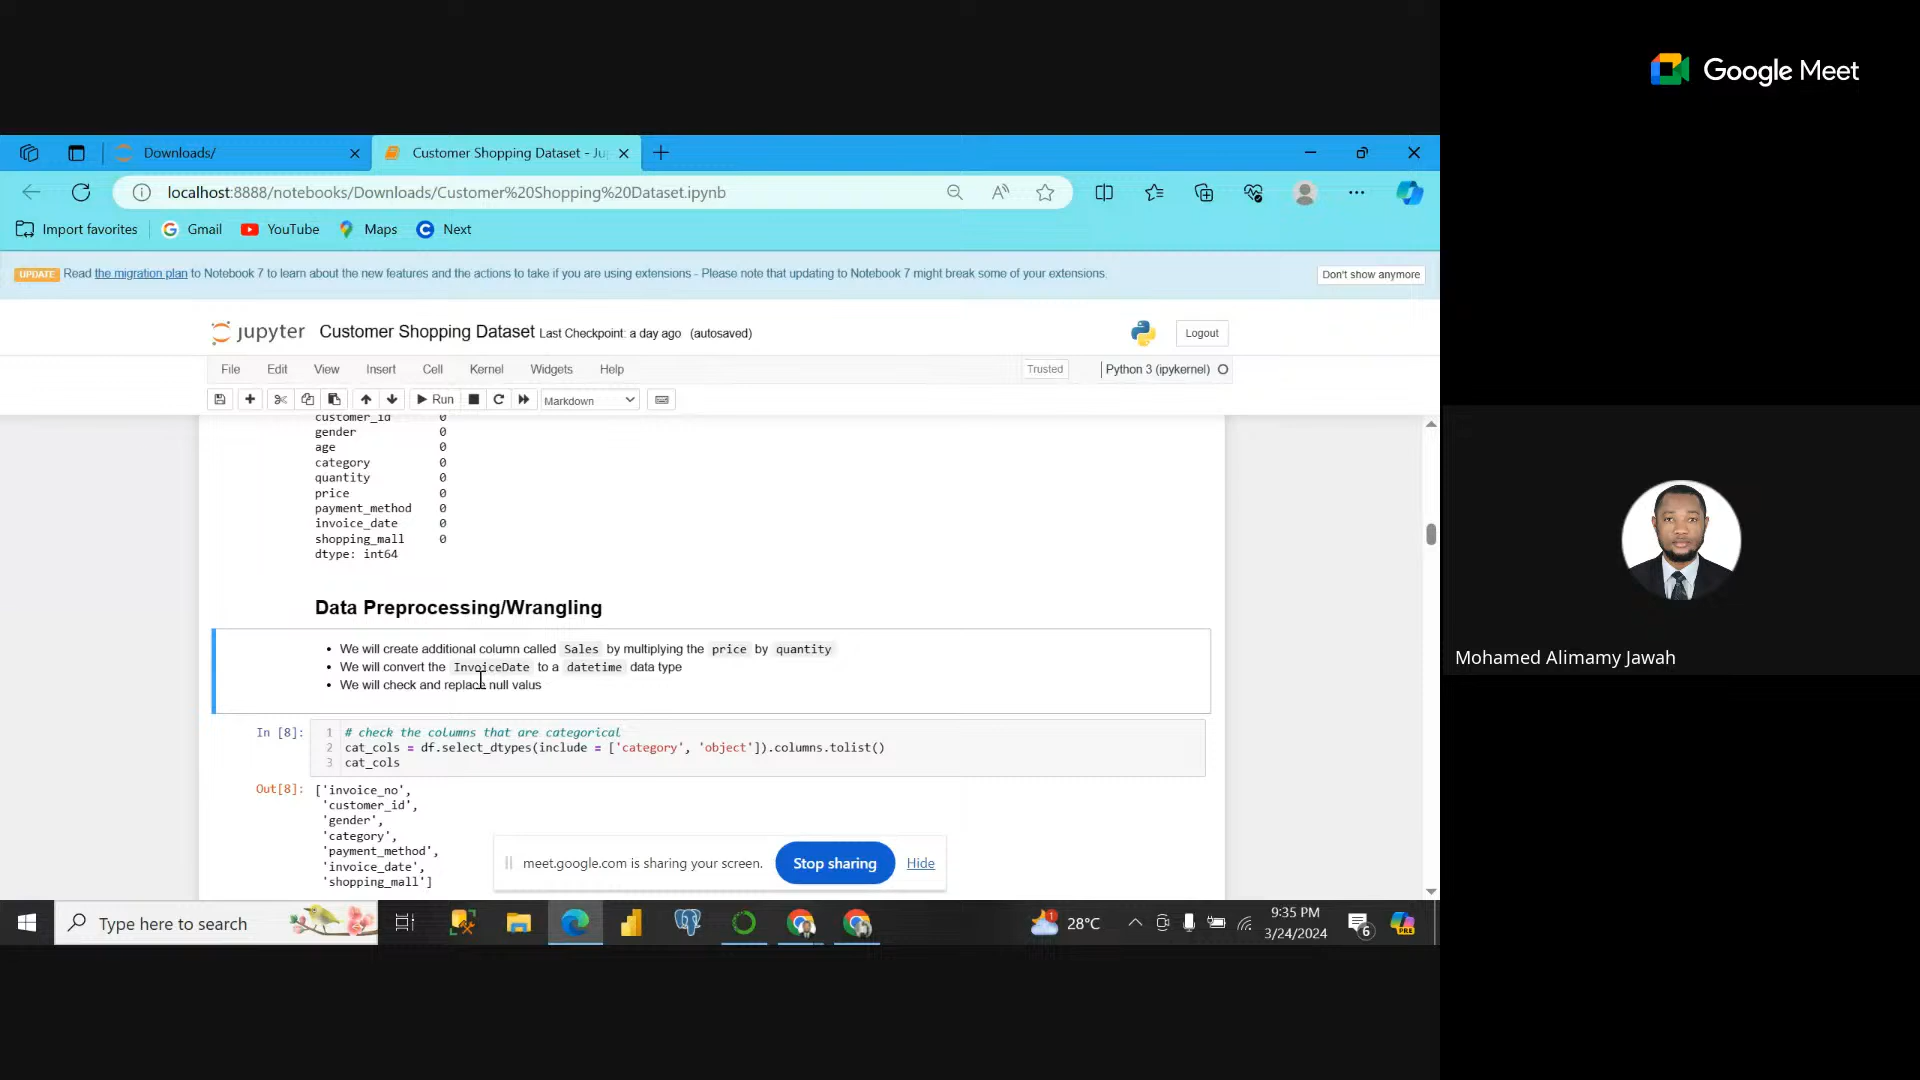 Google Meet
Downloads/
Customer Shopping Dataset - Ju
localhost:8888/notebooks/Downloads/Customer%20Shopping%20Dataset.ipynb
Import favorites
Gmail
YouTube
Maps
Next
UPDATE Read the migration plan to Notebook 7 to learn about the new features and the actions to take if you are using extensions - Please note that updating to Notebook 7 might break some of your extensions.
Don't show anymore
jupyter Customer Shopping Dataset Last Checkpoint: a day ago (autosaved)
Logout
File Edit View Insert Cell Kernel Widgets Help
Trusted
Python 3 (ipykernel)
Run
Markdown
customer_id 0
gender 0
age 0
category 0
quantity 0
price 0
payment_method 0
invoice_date 0
shopping_mall 0
dtype: int64
Data Preprocessing/Wrangling
• We will create additional column called Sales by multiplying the price by quantity
• We will convert the InvoiceDate to a datetime data type
• We will check and replace null valus
In [8]:
1 # check the columns that are categorical
2 cat_cols = df.select_dtypes(include = ['category', 'object']).columns.tolist()
3 cat_cols
Out[8]: ['invoice_no',
'customer_id',
'gender',
'category',
'payment_method',
'invoice_date',
'shopping_mall']
meet.google.com is sharing your screen.
Stop sharing
Hide
Type here to search
1
28°C
9:35 PM
3/24/2024
6
PRE
Mohamed Alimamy Jawah